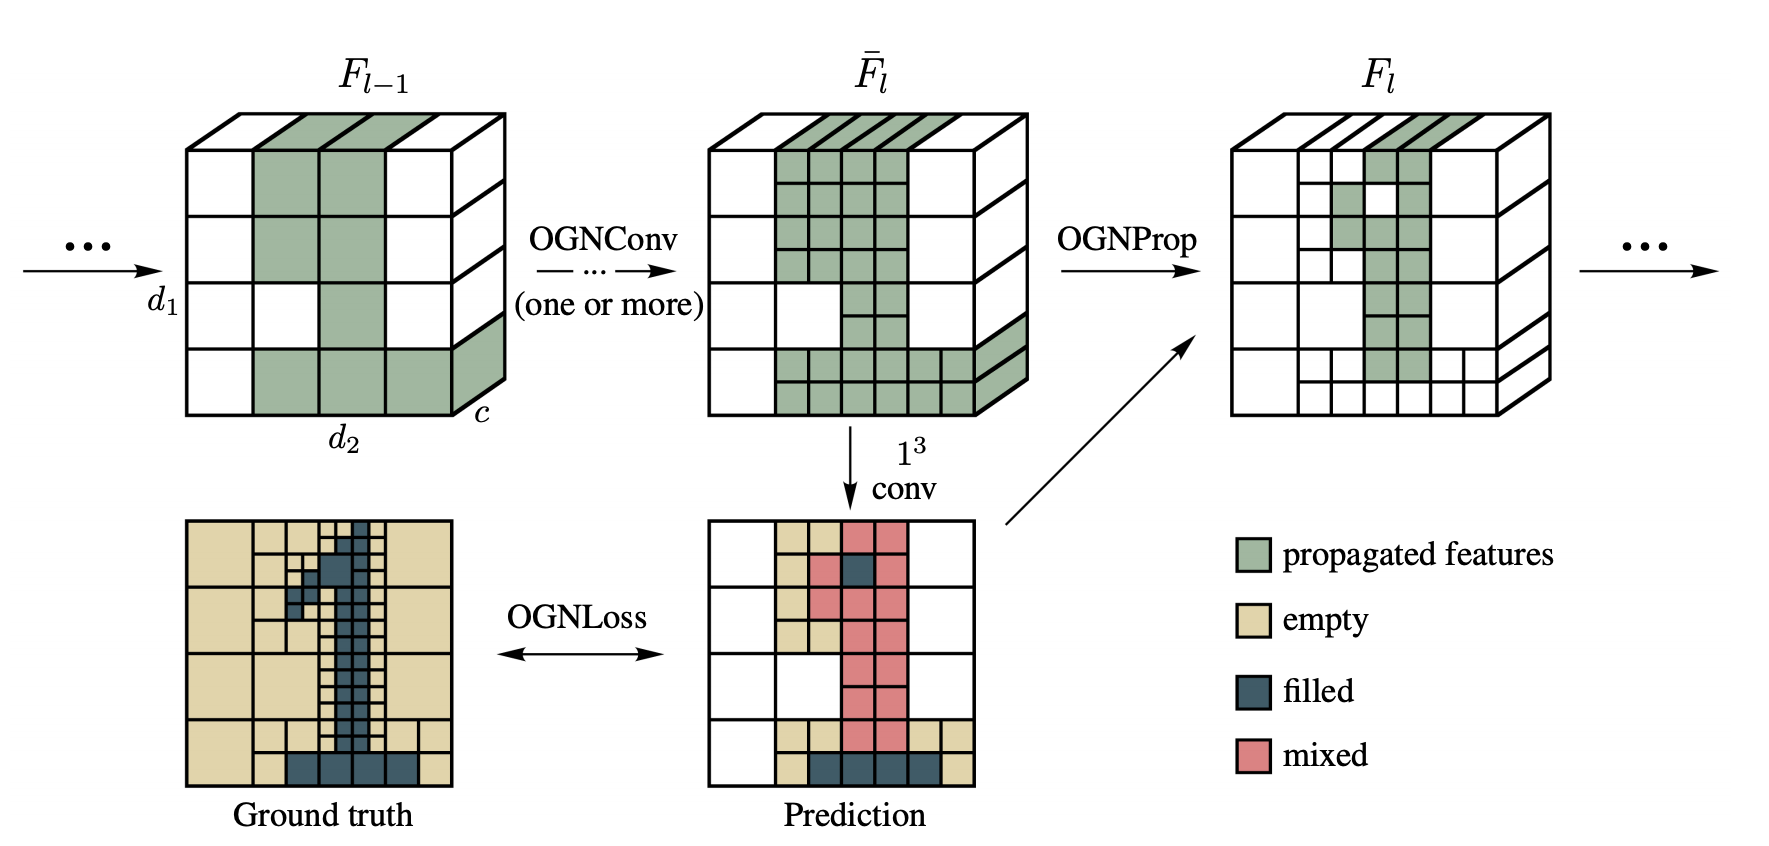 F_{l−1}
F̄_l
F_l
...
OGNConv
...
(one or more)
OGNProp
...
d_1
d_2
c
1^3
conv
OGNLoss
propagated features
empty
filled
mixed
Ground truth
Prediction